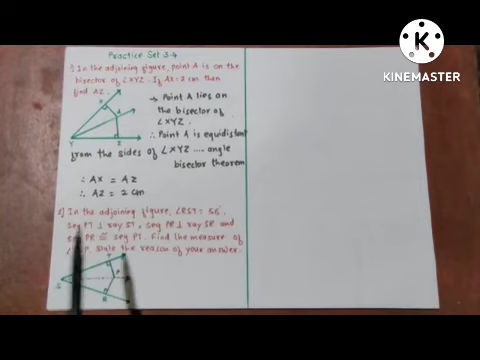 KINEMASTER
Practice Set 3.4
1) In the adjoining figure, point A is on the
bisector of ∠XYZ. If AX = 2 cm then
find AZ.
→ Point A lies on
the bisector of
∠XYZ.
∴ Point A is equidistant
from the sides of ∠XYZ .... angle
bisector theorem
∴ AX = AZ
∴ AZ = 2 cm
2] In the adjoining figure, ∠RST = 56°,
seg PT ⊥ ray ST, seg PR ⊥ ray SR and
seg PR ≅ seg PT. Find the measure of
State the reason of your answer.
X
A
Y
Z
T
P
S
R